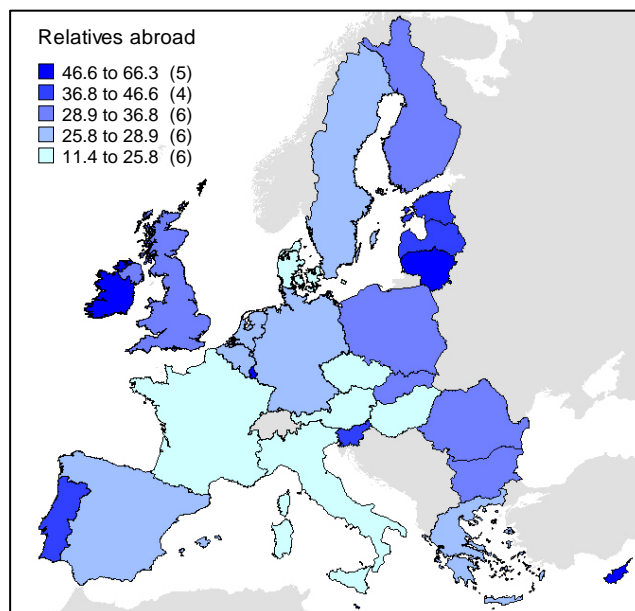 Relatives abroad
46.6 to 66.3 (5)
36.8 to 46.6 (4)
28.9 to 36.8 (6)
25.8 to 28.9 (6)
11.4 to 25.8 (6)